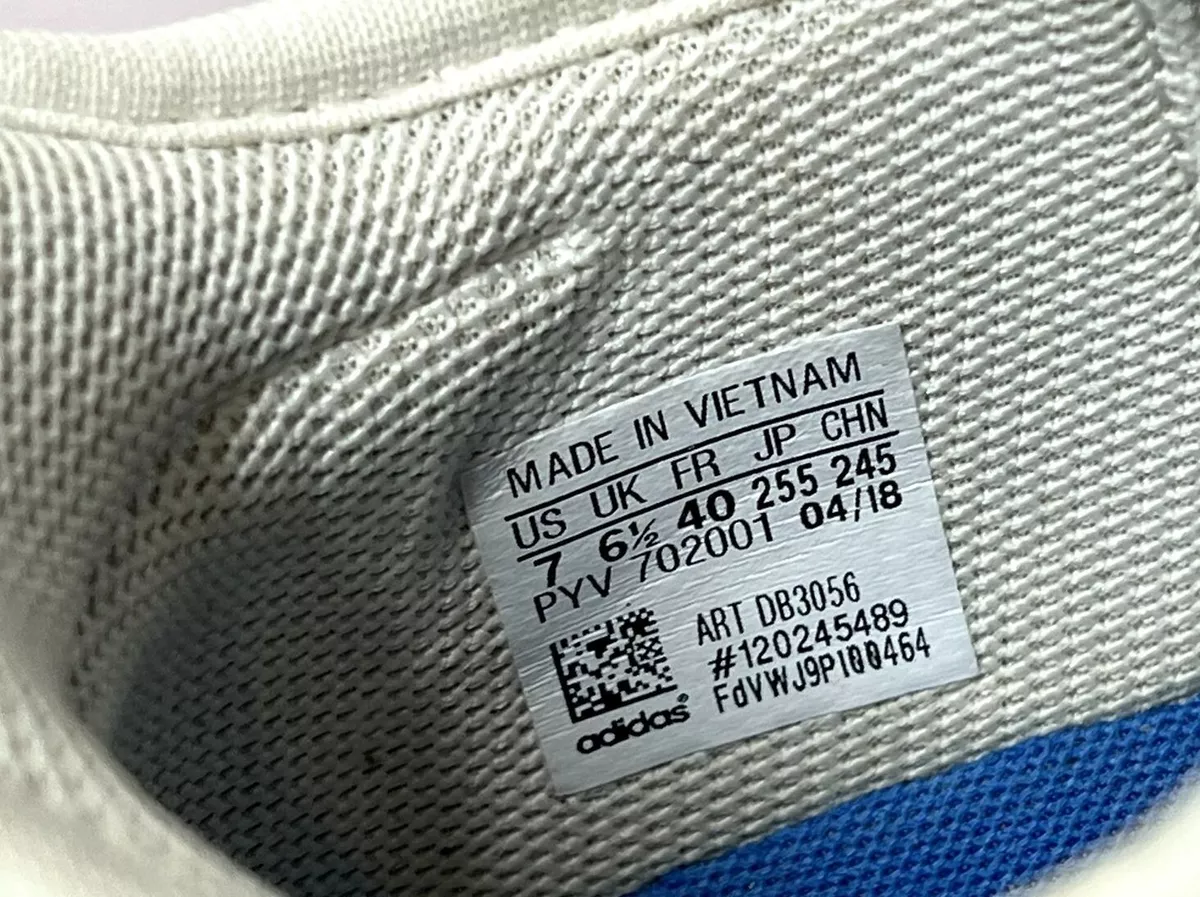 MADE IN VIETNAM
US UK FR JP CHN
7 6½ 40 255 245
PYV 702001 04/18
ART DB3056
#120245489
FdVWJ9P100464
adidas®